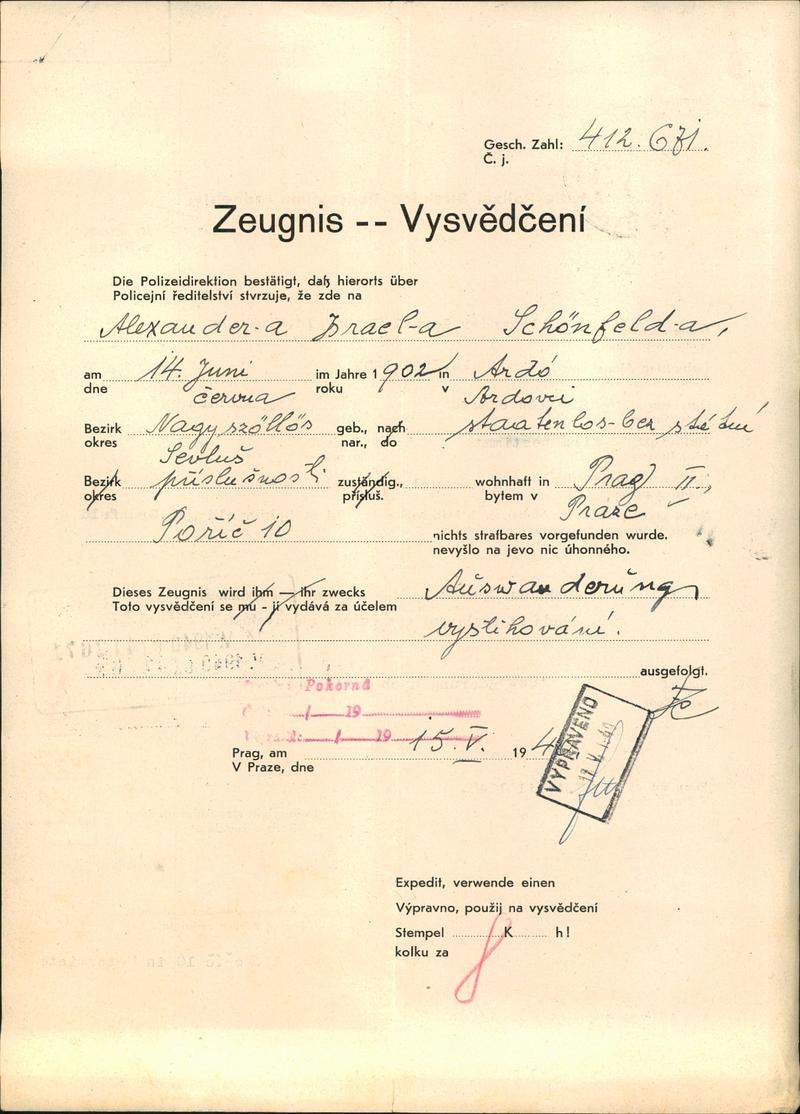 Gesch. Zahl: 412.671.
Č. j.
Zeugnis -- Vysvědčení
Die Polizeidirektion bestätigt, daß hierorts über
Policejní ředitelství stvrzuje, že zde na
Alexander-a Israel-a Schönfeld-a,
am 14. Juni im Jahre 1902 in Ardó
dne června roku v Ardovci
Bezirk Nagyszöllös geb., nach staatenlos-bez státní
okres Sevluš nar., do
Bezirk příslušnosti zuständig., wohnhaft in Prag II.,
okres přísluš. bytem v Praze
Poříč 10 nichts strafbares vorgefunden wurde.
nevyšlo na jevo nic úhonného.
Dieses Zeugnis wird ihm — ihr zwecks Auswanderung
Toto vysvědčení se mu - jí vydává za účelem
vystěhování.
ausgefolgt.
Pokorná
/ 19
/ 19
Prag, am 15. V. 194
V Praze, dne
VYPRAVENO
Expedit, verwende einen
Výpravno, použij na vysvědčení
Stempel K h!
kolku za 8